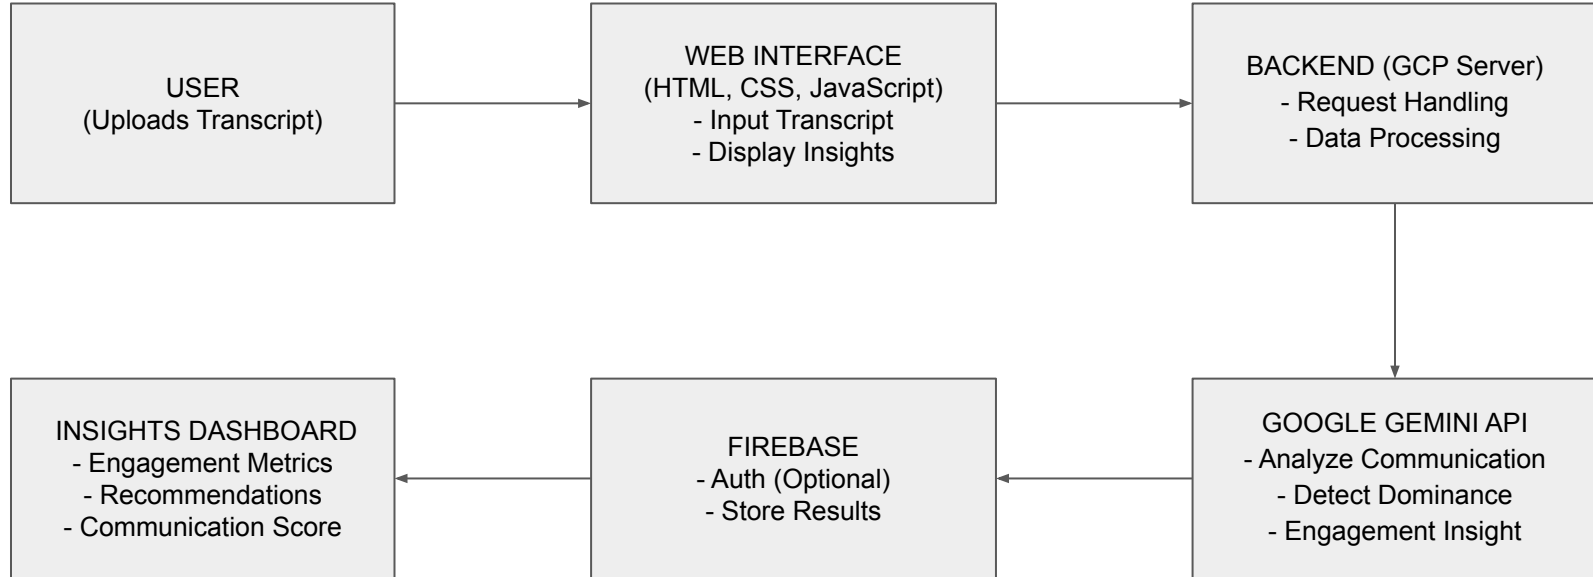 USER
(Uploads Transcript)
WEB INTERFACE
(HTML, CSS, JavaScript)
- Input Transcript
- Display Insights
BACKEND (GCP Server)
- Request Handling
- Data Processing
INSIGHTS DASHBOARD
- Engagement Metrics
- Recommendations
- Communication Score
FIREBASE
- Auth (Optional)
- Store Results
GOOGLE GEMINI API
- Analyze Communication
- Detect Dominance
- Engagement Insight